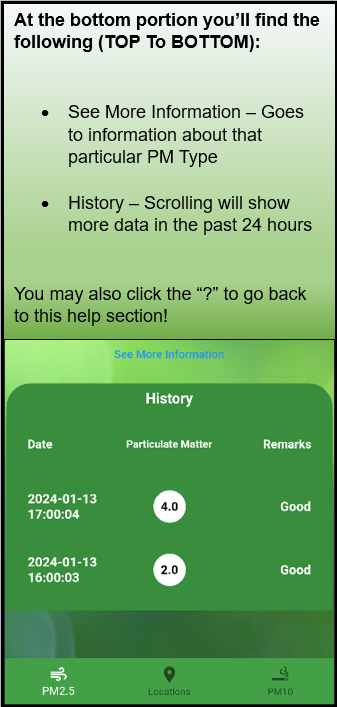 At the bottom portion you’ll find the
following (TOP To BOTTOM):
• See More Information – Goes
to information about that
particular PM Type
• History – Scrolling will show
more data in the past 24 hours
You may also click the “?” to go back
to this help section!
See More Information
History
Date Particulate Matter Remarks
2024-01-13
17:00:04 4.0 Good
2024-01-13
16:00:03 2.0 Good
PM2.5 Locations PM10